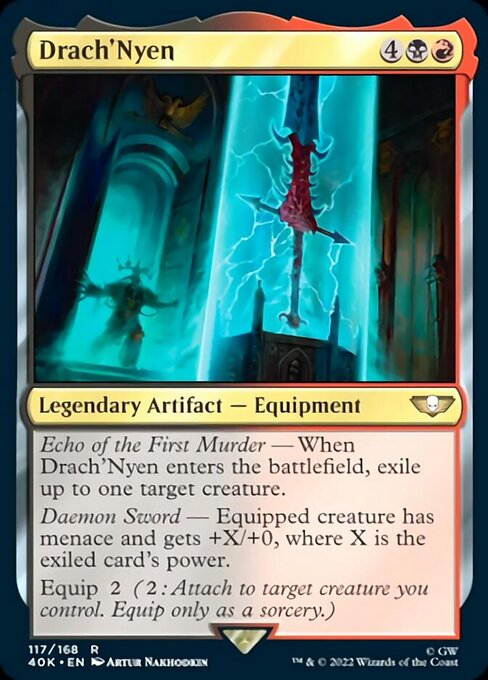 Drach'Nyen 4
Legendary Artifact — Equipment
Echo of the First Murder — When
Drach'Nyen enters the battlefield, exile
up to one target creature.
Daemon Sword — Equipped creature has
menace and gets +X/+0, where X is the
exiled card's power.
Equip 2 (2: Attach to target creature you
control. Equip only as a sorcery.)
117/168 R © GW
40K • EN Artur Nakhodkin ™ & © 2022 Wizards of the Coast